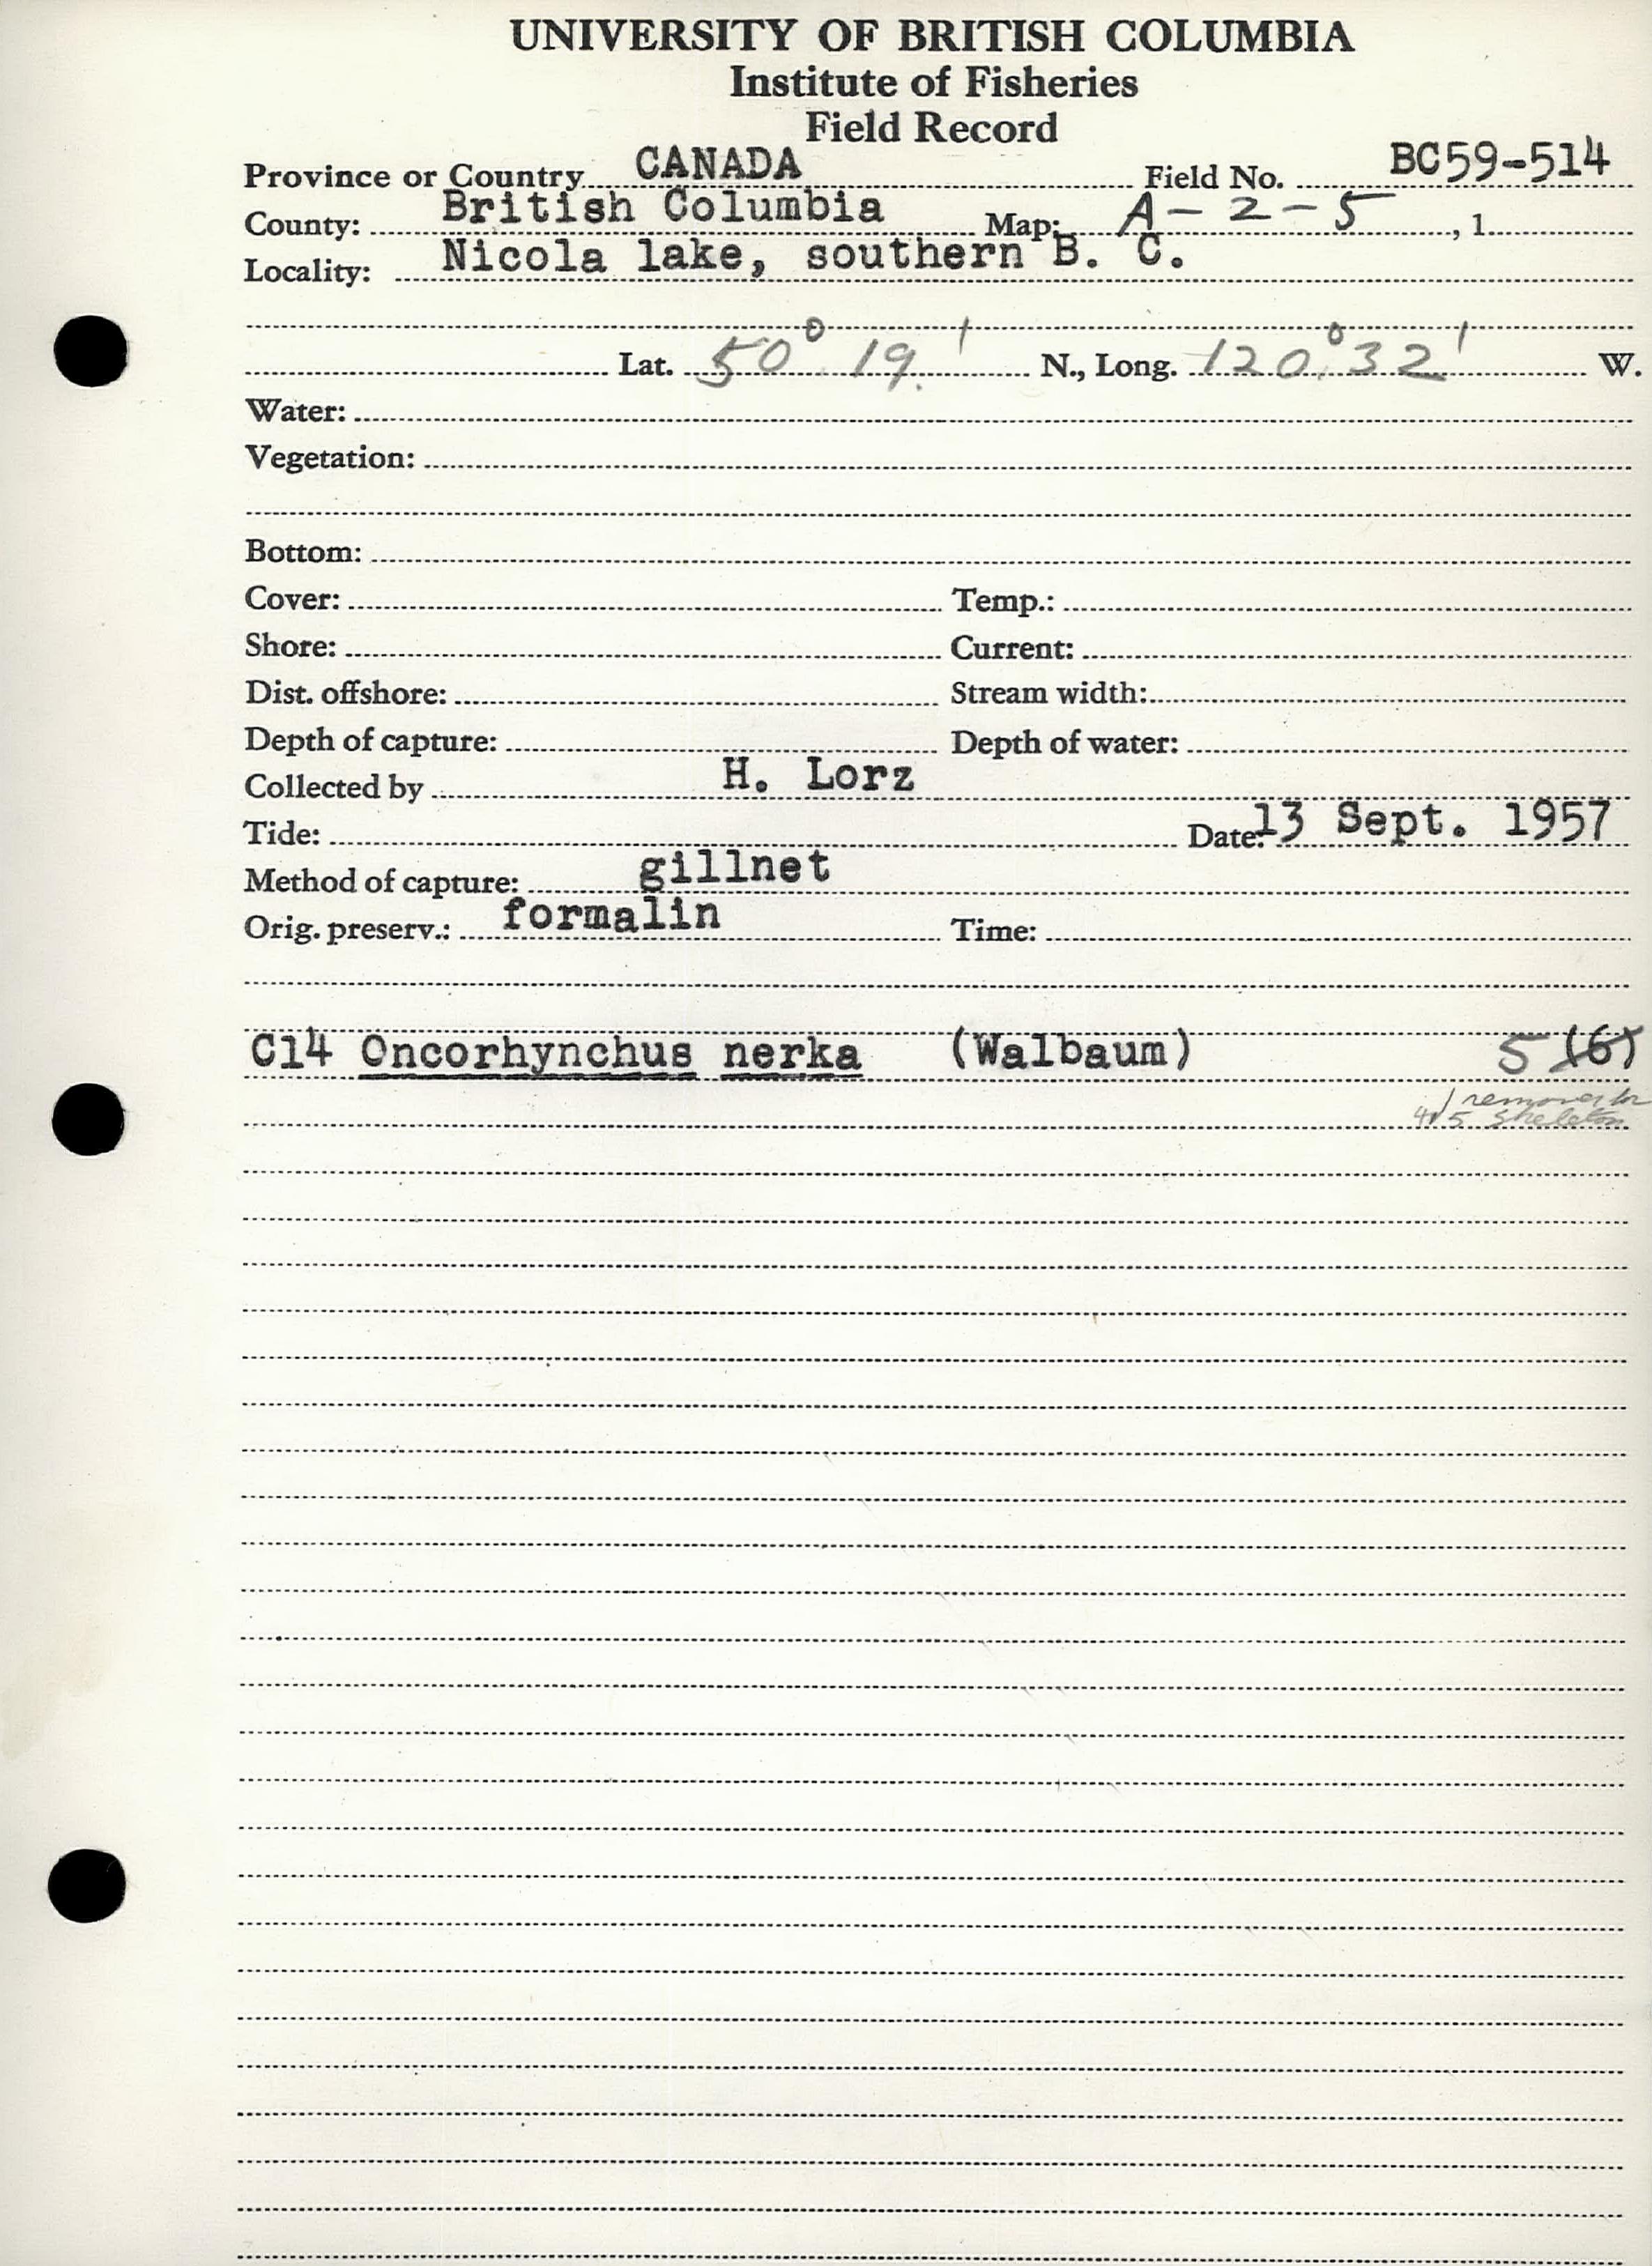 UNIVERSITY OF BRITISH COLUMBIA
Institute of Fisheries
Field Record
Province or Country CANADA Field No. BC59-514
County: British Columbia Map: A-2-5, 1
Locality: Nicola lake, southern B. C.
Lat. 50° 19.' N., Long. 120° 32' W.
Water:
Vegetation:
Bottom:
Cover: Temp.:
Shore: Current:
Dist. offshore: Stream width:
Depth of capture: Depth of water:
Collected by H. Lorz
Tide: Date: 13 Sept. 1957
Method of capture: gillnet
Orig. preserv.: formalin Time:
C14 Oncorhynchus nerka (Walbaum) 5 (6)
1 removed for
skeleton